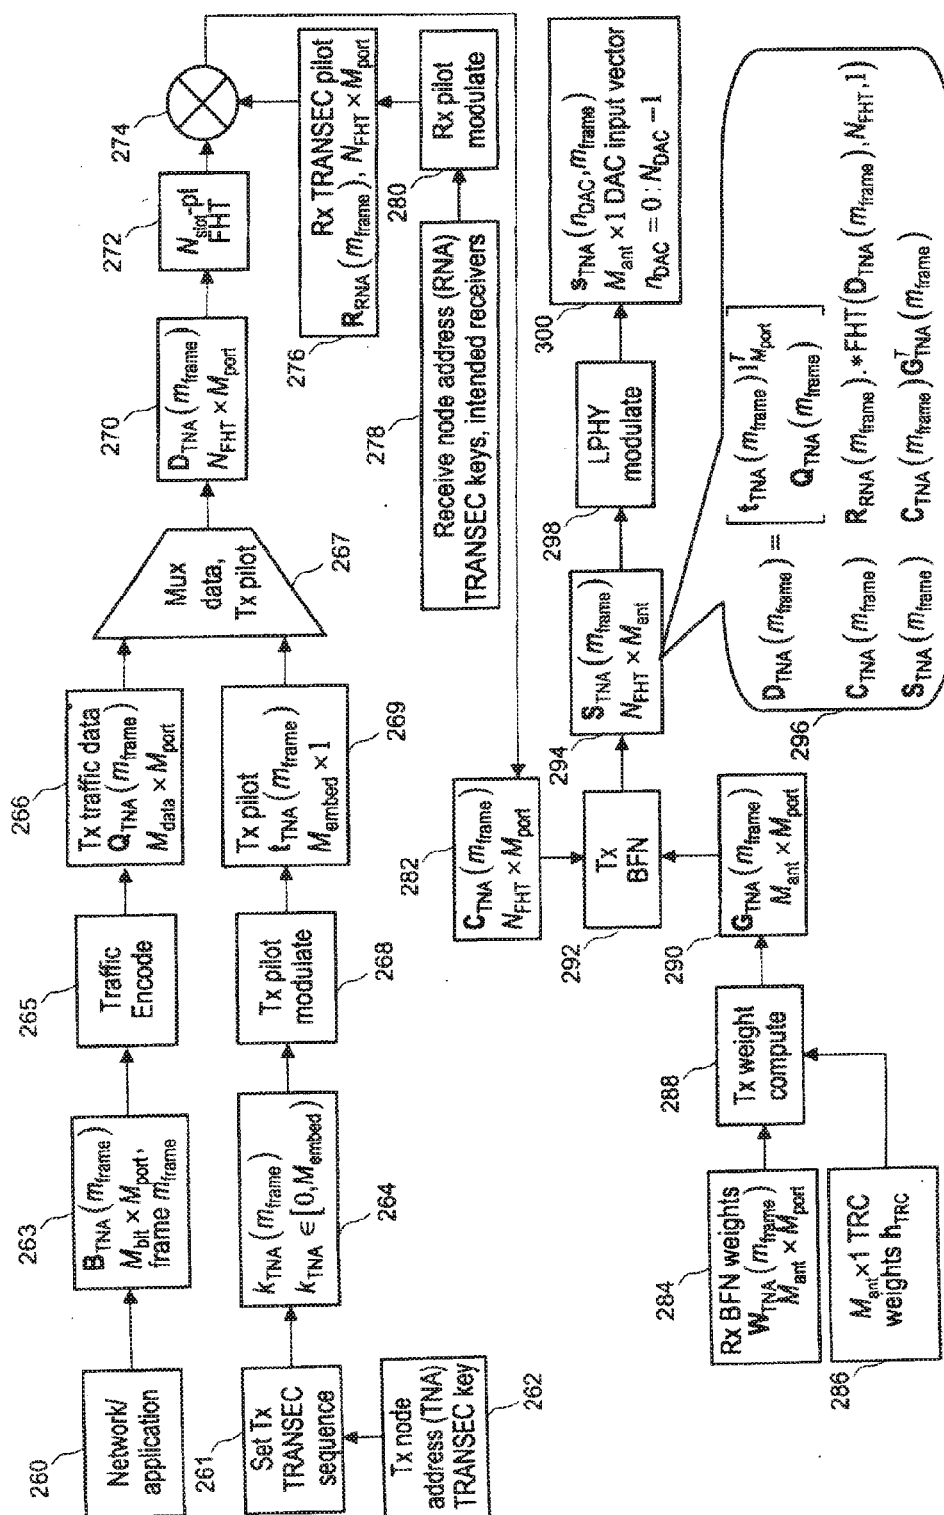 260
Network/
application
263
B_TNA(m_frame)
M_bit × M_port,
frame m_frame
265
Traffic
Encode
266
Tx traffic data
Q_TNA(m_frame)
M_data × M_port
261
Set Tx
TRANSEC
sequence
262
Tx node
address (TNA)
TRANSEC key
264
k_TNA(m_frame)
k_TNA ∈ [0,M_embed)
268
Tx pilot
modulate
269
Tx pilot
t_TNA(m_frame)
M_embed × 1
267
Mux
data,
Tx pilot
270
D_TNA(m_frame)
N_FHT × M_port
272
N_slot-pt
FHT
274
276
Rx TRANSEC pilot
R_RNA(m_frame), N_FHT × M_port
278
Receive node address (RNA)
TRANSEC keys, intended receivers
280
Rx pilot
modulate
282
C_TNA(m_frame)
N_FHT × M_port
284
Rx BFN weights
W_TNA(m_frame)
M_ant × M_port
286
M_ant×1 TRC
weights h_TRC
288
Tx weight
compute
290
G_TNA(m_frame)
M_ant × M_port
292
Tx
BFN
294
S_TNA(m_frame)
N_FHT × M_ant
298
LPHY
modulate
300
s_TNA(n_DAC,m_frame)
M_ant ×1 DAC input vector
n_DAC = 0 : N_DAC −1
296
D_TNA(m_frame) = [t_TNA(m_frame)1^T_M_port
Q_TNA(m_frame)]
C_TNA(m_frame) R_RNA(m_frame).*FHT(D_TNA(m_frame),N_FHT,1)
S_TNA(m_frame) C_TNA(m_frame)G^T_TNA(m_frame)